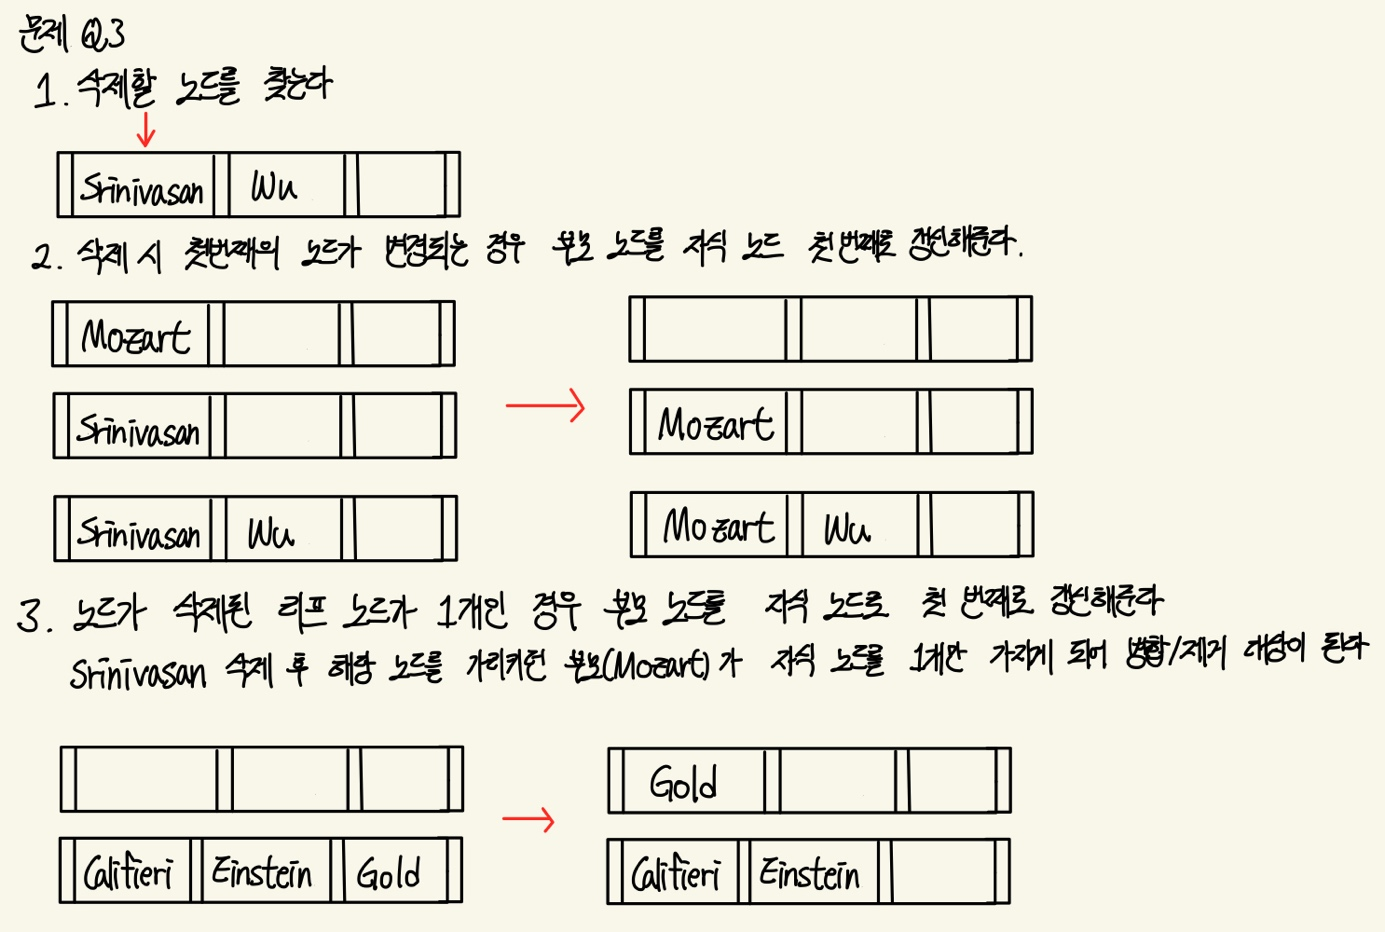 문제 Q3
1. 삭제할 노드를 찾는다
Srinivasan Wu
2. 삭제 시 첫번째의 노드가 변경되는 경우 부모 노드를 자식 노드 첫 번째로 갱신해준다.
Mozart
Srinivasan
Mozart
Srinivasan Wu
Mozart Wu
3. 노드가 삭제된 리프 노드가 1개인 경우 부모 노드를 자식 노드로 첫 번째로 갱신해준다
Srinivasan 삭제 후 해당 노드를 가리키던 부모(Mozart)가 자식 노드를 1개만 가지게 되어 병합/제거 대상이 된다
Gold
Califieri Einstein Gold
Califieri Einstein